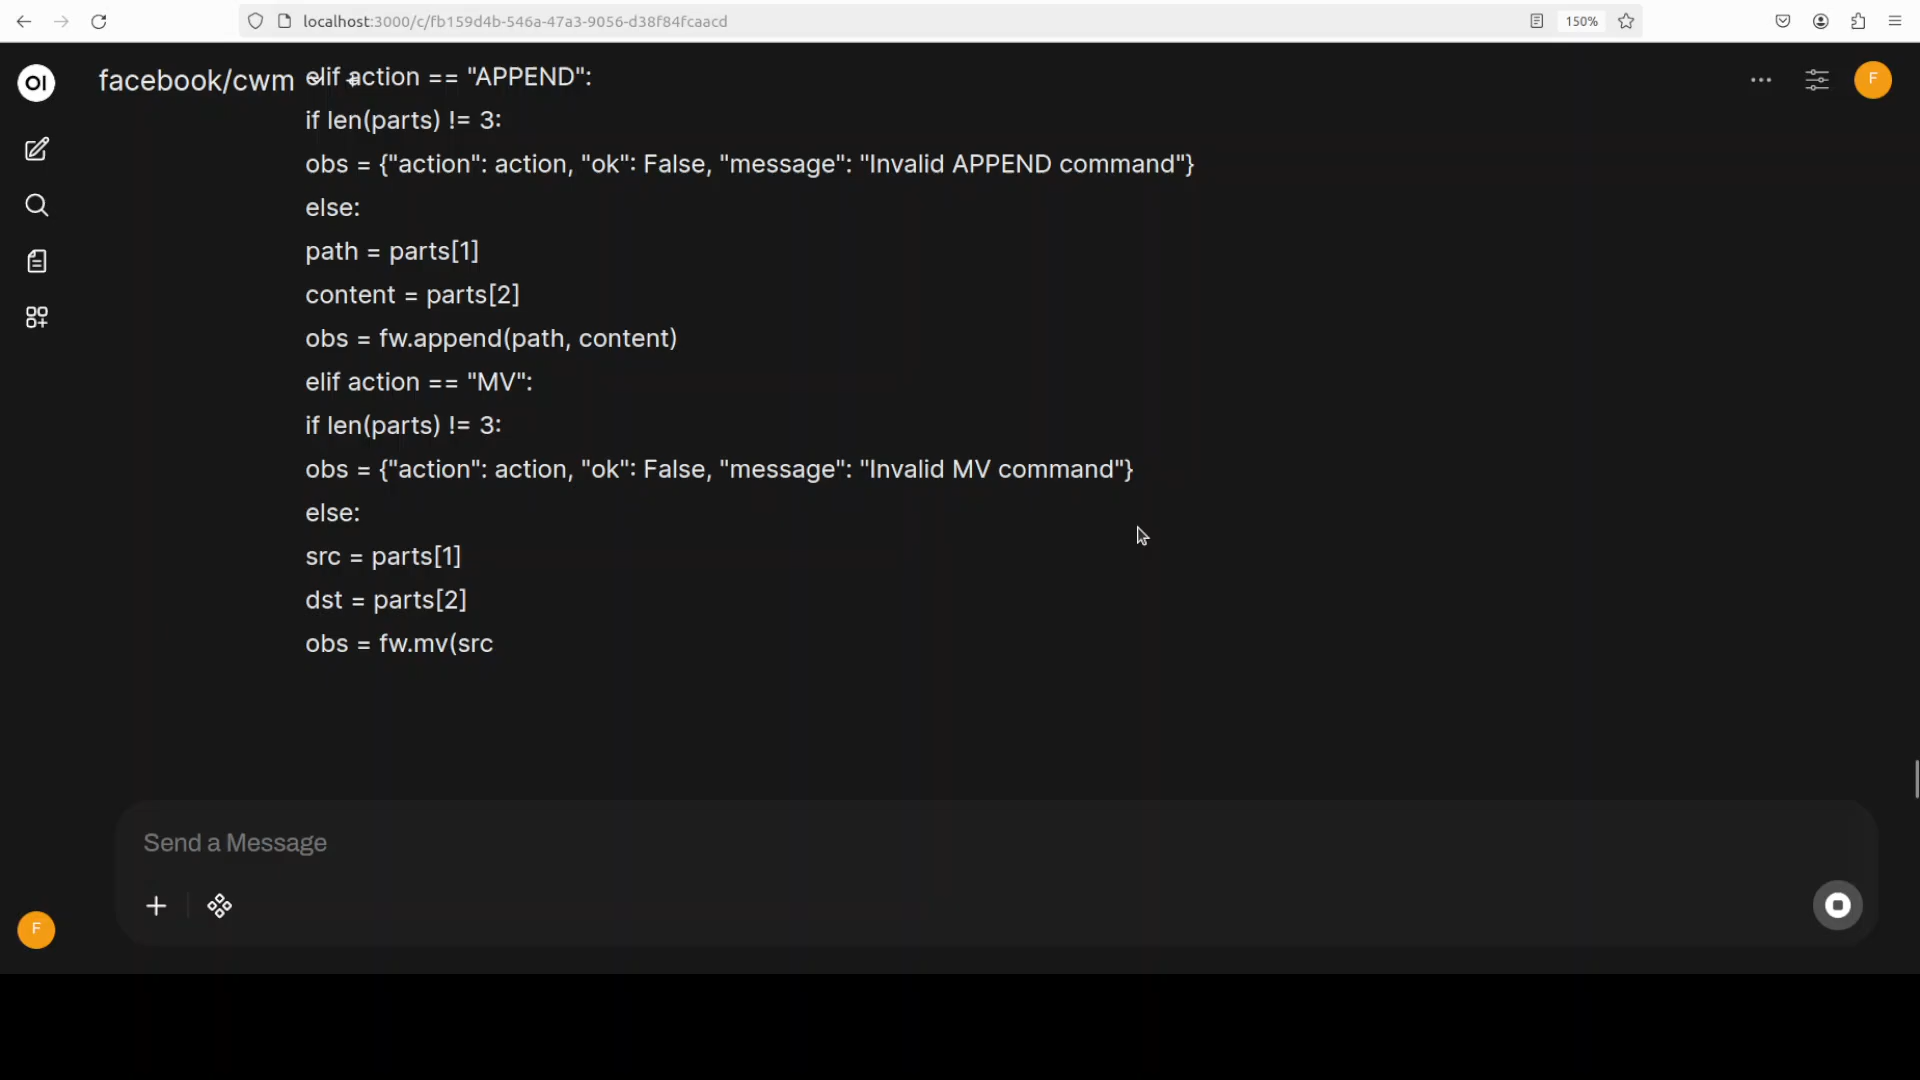 localhost:3000/c/fb159d4b-546a-47a3-9056-d38f84fcaacd
150%
OI
facebook/cwm
F
elif action == "APPEND":
if len(parts) != 3:
obs = {"action": action, "ok": False, "message": "Invalid APPEND command"}
else:
path = parts[1]
content = parts[2]
obs = fw.append(path, content)
elif action == "MV":
if len(parts) != 3:
obs = {"action": action, "ok": False, "message": "Invalid MV command"}
else:
src = parts[1]
dst = parts[2]
obs = fw.mv(src
Send a Message
F